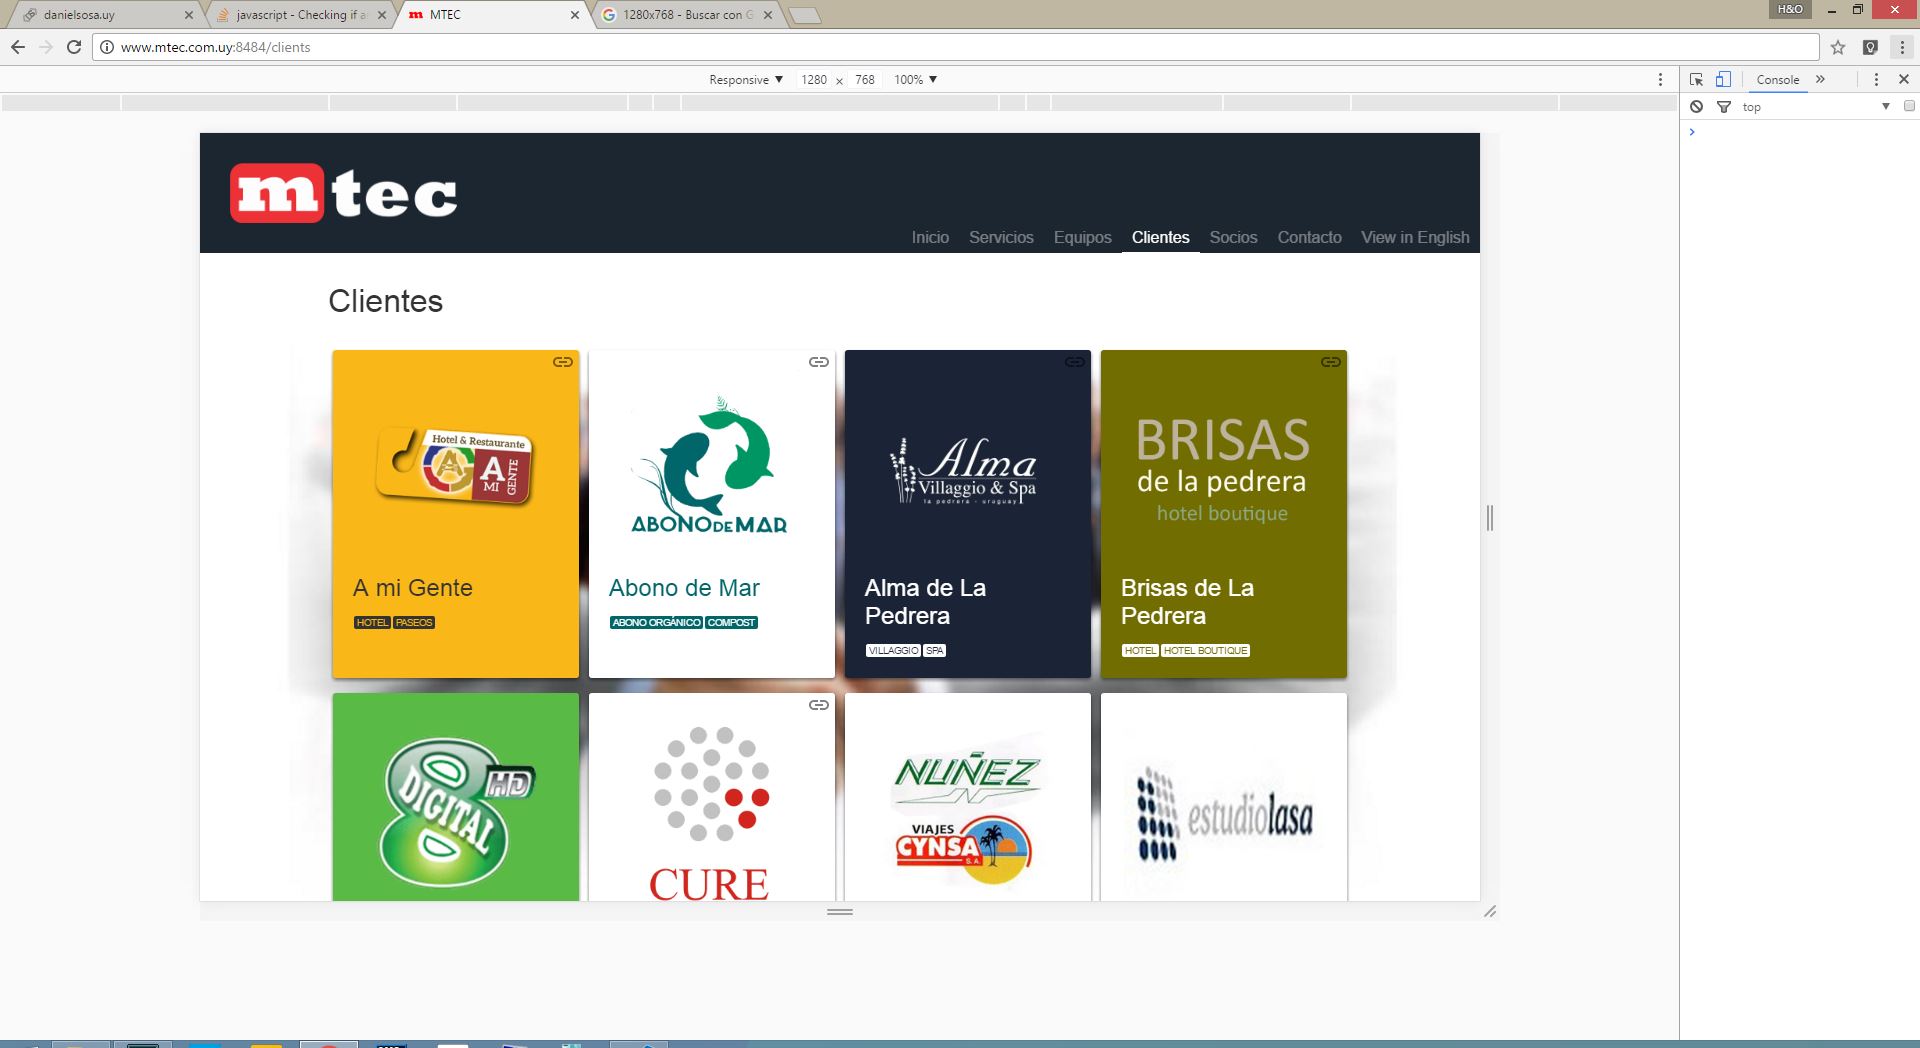 danielsosa.uy
javascript - Checking if a
MTEC
1280x768 - Buscar con G
H&O
www.mtec.com.uy:8484/clients
Responsive
1280 x 768
100%
Console
top
m tec
Inicio
Servicios
Equipos
Clientes
Socios
Contacto
View in English
Clientes
Hotel & Restaurante
A
A
MI
GENTE
A mi Gente
HOTEL PASEOS
ABONO DE MAR
Abono de Mar
ABONO ORGÁNICO COMPOST
Alma
Villaggio & Spa
la pedrera - uruguay
Alma de La
Pedrera
VILLAGGIO SPA
BRISAS
de la pedrera
hotel boutique
Brisas de La
Pedrera
HOTEL HOTEL BOUTIQUE
8
DIGITAL
HD
CURE
NUÑEZ
N
VIAJES
CYNSA
S.A.
estudiolasa